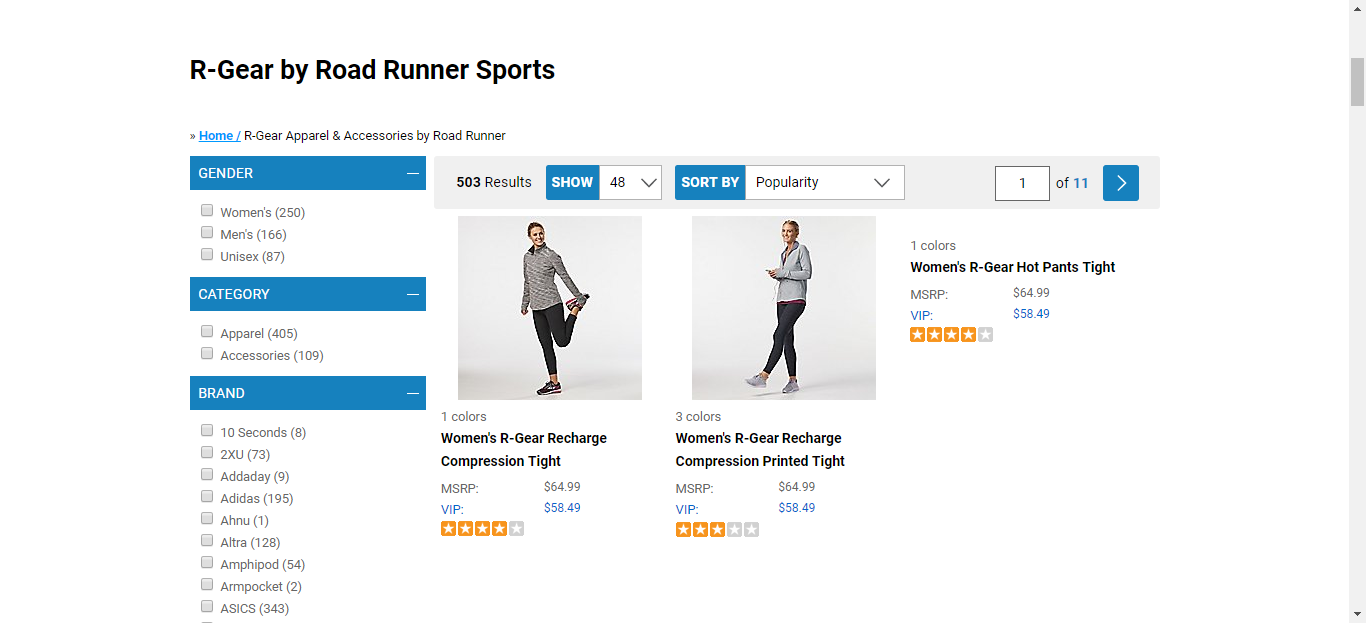 R-Gear by Road Runner Sports
» Home / R-Gear Apparel & Accessories by Road Runner
GENDER
Women's (250)
Men's (166)
Unisex (87)
CATEGORY
Apparel (405)
Accessories (109)
BRAND
10 Seconds (8)
2XU (73)
Addaday (9)
Adidas (195)
Ahnu (1)
Altra (128)
Amphipod (54)
Armpocket (2)
ASICS (343)
503 Results SHOW 48 SORT BY Popularity 1 of 11
1 colors
Women's R-Gear Recharge
Compression Tight
MSRP: $64.99
VIP: $58.49
3 colors
Women's R-Gear Recharge
Compression Printed Tight
MSRP: $64.99
VIP: $58.49
1 colors
Women's R-Gear Hot Pants Tight
MSRP: $64.99
VIP: $58.49